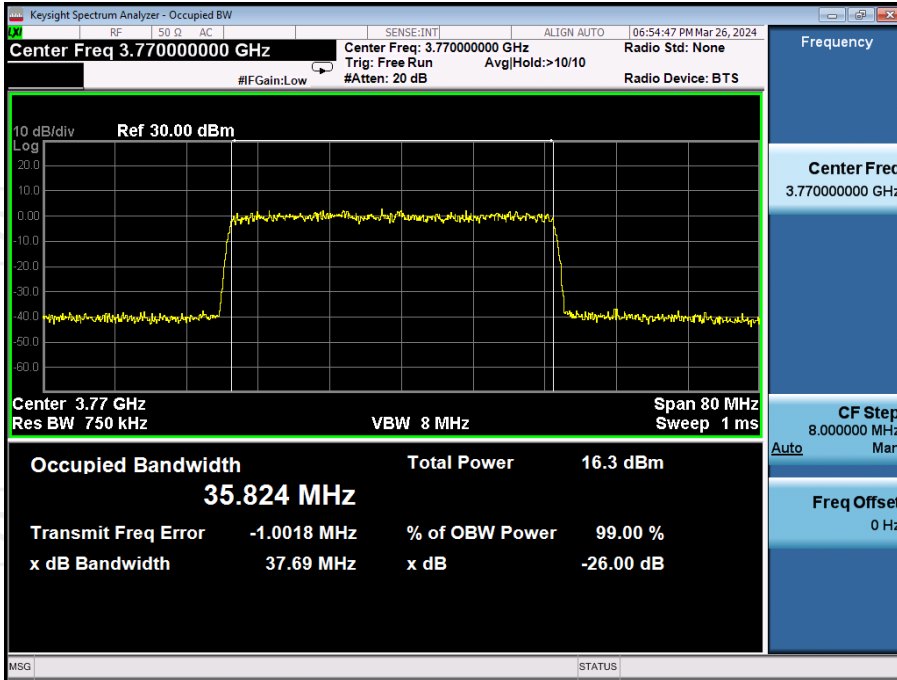 Keysight Spectrum Analyzer - Occupied BW
LXI RF 50 Ω AC SENSE:INT ALIGN AUTO 06:54:47 PM Mar 26, 2024
Center Freq 3.770000000 GHz
Center Freq: 3.770000000 GHz
Radio Std: None
Trig: Free Run Avg|Hold:>10/10
#IFGain:Low
#Atten: 20 dB
Radio Device: BTS
10 dB/div Ref 30.00 dBm
Log
20.0
10.0
0.00
-10.0
-20.0
-30.0
-40.0
-50.0
-60.0
Center 3.77 GHz Span 80 MHz
Res BW 750 kHz VBW 8 MHz Sweep 1 ms
Occupied Bandwidth Total Power 16.3 dBm
35.824 MHz
Transmit Freq Error -1.0018 MHz % of OBW Power 99.00 %
x dB Bandwidth 37.69 MHz x dB -26.00 dB
Frequency
Center Freq
3.770000000 GHz
CF Step
8.000000 MHz
Auto Man
Freq Offset
0 Hz
MSG STATUS